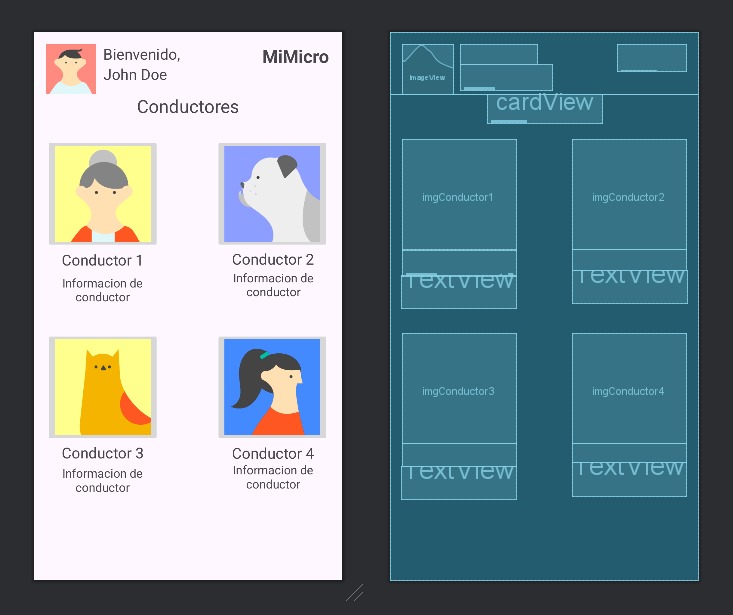 Bienvenido,
John Doe
MiMicro
Conductores
Conductor 1
Informacion de
conductor
Conductor 2
Informacion de
conductor
Conductor 3
Informacion de
conductor
Conductor 4
Informacion de
conductor
ImageView
cardView
imgConductor1
imgConductor2
TextView
TextView
imgConductor3
imgConductor4
TextView
TextView